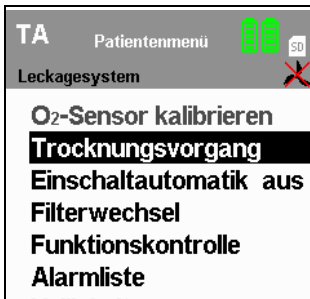 TA
Patientenmenü
SD
Leckagesystem
O2-Sensor kalibrieren
Trocknungsvorgang
Einschaltautomatik aus
Filterwechsel
Funktionskontrolle
Alarmliste